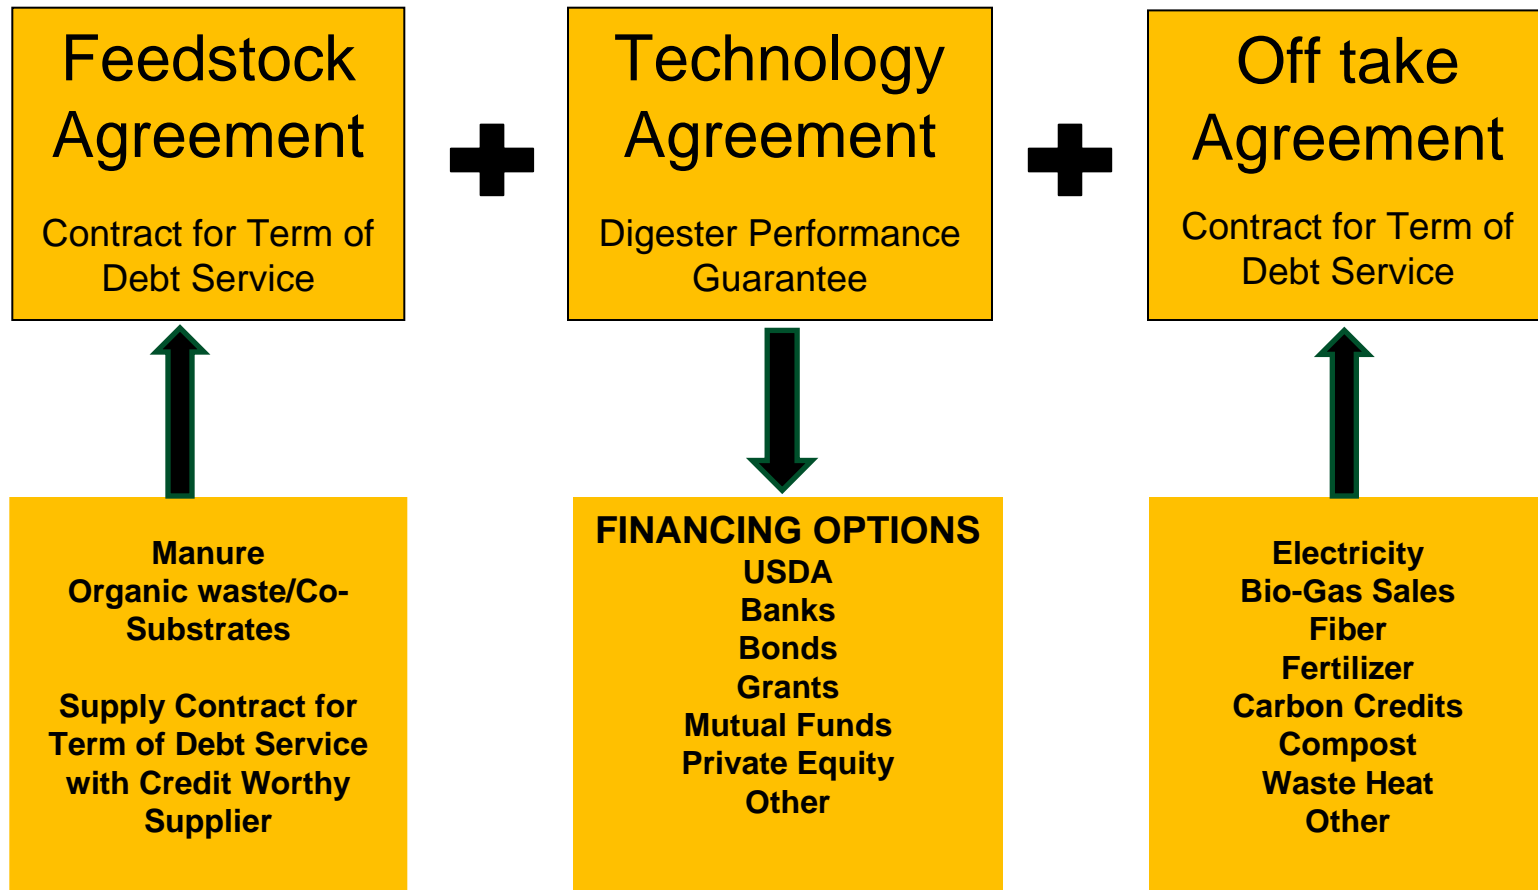 Feedstock
Agreement
Contract for Term of
Debt Service
Technology
Agreement
Digester Performance
Guarantee
Off take
Agreement
Contract for Term of
Debt Service
Manure
Organic waste/Co-
Substrates
Supply Contract for
Term of Debt Service
with Credit Worthy
Supplier
FINANCING OPTIONS
USDA
Banks
Bonds
Grants
Mutual Funds
Private Equity
Other
Electricity
Bio-Gas Sales
Fiber
Fertilizer
Carbon Credits
Compost
Waste Heat
Other